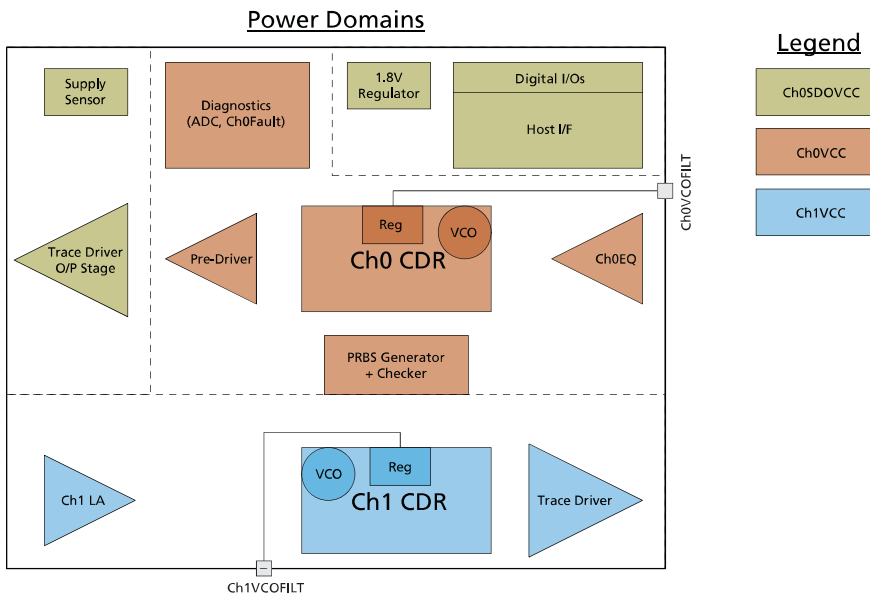 Power Domains
Legend
Supply
Sensor
Diagnostics
(ADC, Ch0Fault)
1.8V
Regulator
Digital I/Os
Host I/F
Ch0SDOVCC
Ch0VCC
Ch1VCC
Ch0VCOFILT
Trace Driver
O/P Stage
Pre-Driver
Reg
VCO
Ch0 CDR
Ch0EQ
PRBS Generator
+ Checker
Ch1 LA
VCO
Reg
Ch1 CDR
Trace Driver
Ch1VCOFILT